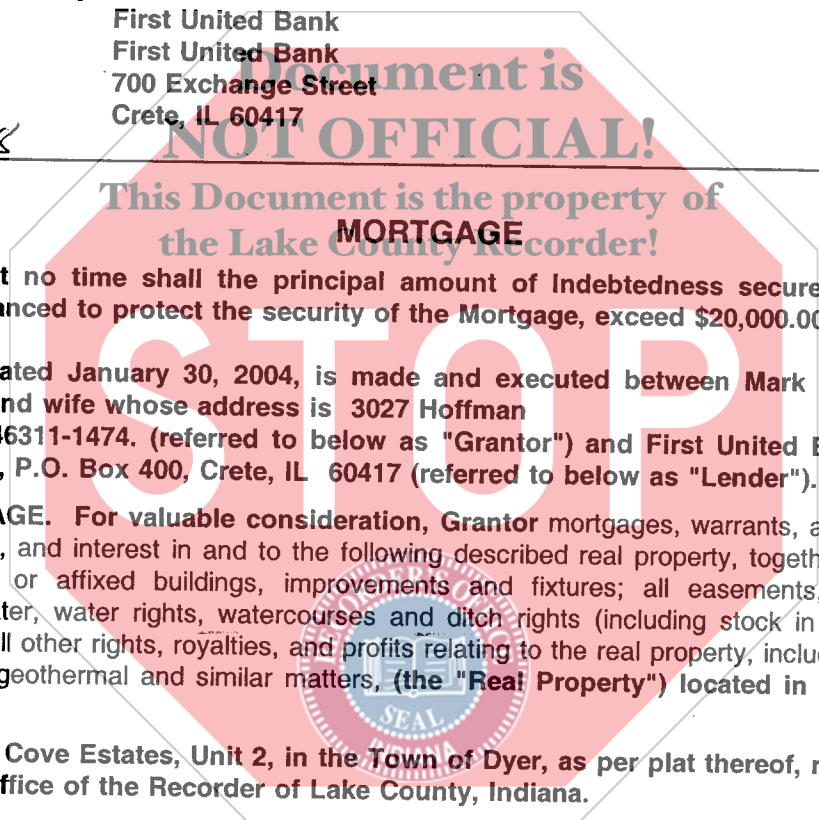 First United Bank
First United Bank
700 Exchange Street
Crete, IL 60417
Document is
NOT OFFICIAL!
This Document is the property of
the Lake County Recorder!
MORTGAGE
no time shall the principal amount of Indebtedness secure
to protect the security of the Mortgage, exceed $20,000.00
January 30, 2004, is made and executed between Mark
wife whose address is 3027 Hoffman
46311-1474. (referred to below as "Grantor") and First United
, P.O. Box 400, Crete, IL 60417 (referred to below as "Lender").
STOP
AGE. For valuable consideration, Grantor mortgages, warrants, a
, and interest in and to the following described real property, togeth
or affixed buildings, improvements and fixtures; all easements,
ter, water rights, watercourses and ditch rights (including stock in
ll other rights, royalties, and profits relating to the real property, inclu
geothermal and similar matters, (the "Real Property") located in
SEAL
INDIANA
Cove Estates, Unit 2, in the Town of Dyer, as per plat thereof, r
ffice of the Recorder of Lake County, Indiana.